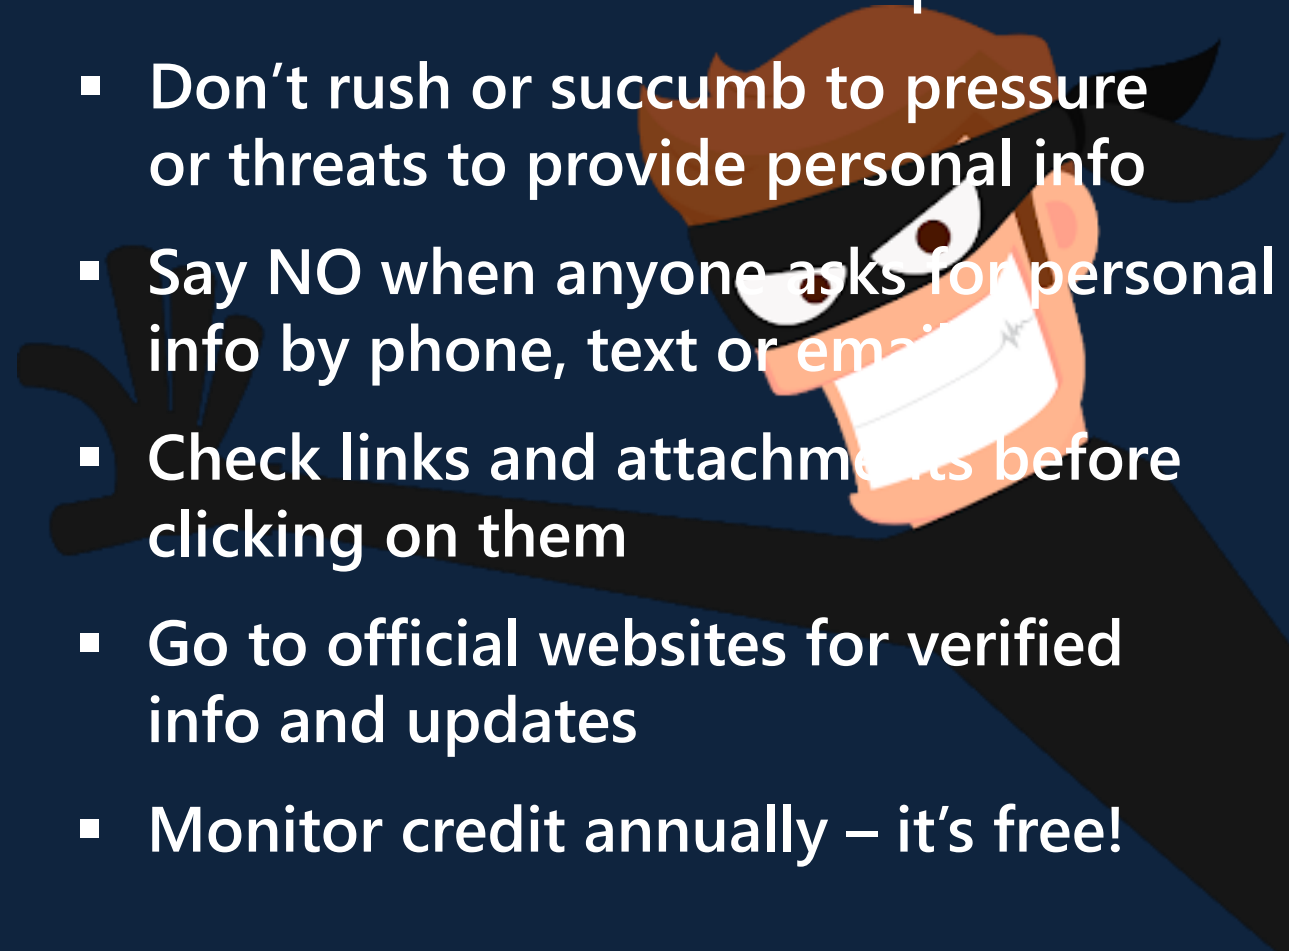 ▪ Don’t rush or succumb to pressure
or threats to provide personal info
▪ Say NO when anyone asks for personal
info by phone, text or email
▪ Check links and attachments before
clicking on them
▪ Go to official websites for verified
info and updates
▪ Monitor credit annually – it’s free!